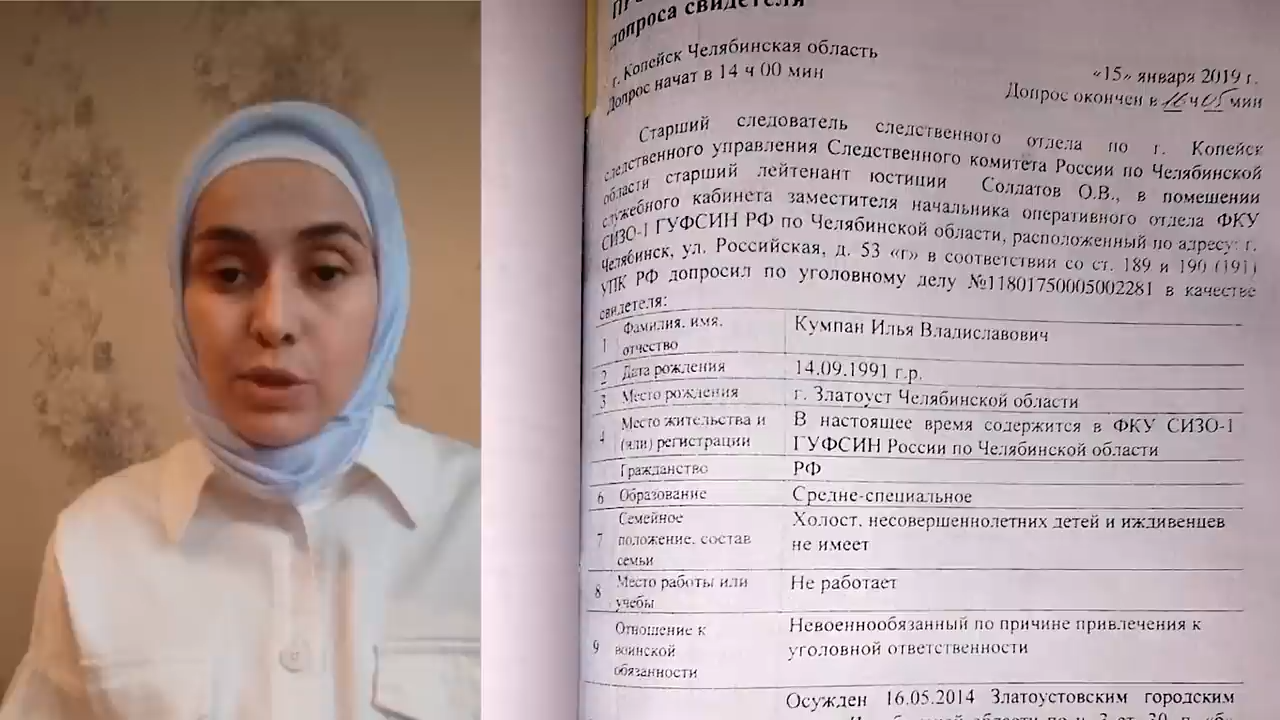 допроса свидетеля
г. Копейск Челябинская область
«15» января 2019 г.
Допрос начат в 14 ч 00 мин
Допрос окончен в 16 ч 05 мин
Старший следователь следственного отдела по г. Копейск
следственного управления Следственного комитета России по Челябинской
области старший лейтенант юстиции Солдатов О.В., в помещении
служебного кабинета заместителя начальника оперативного отдела ФКУ
СИЗО-1 ГУФСИН РФ по Челябинской области, расположенный по адресу: г.
Челябинск, ул. Российская, д. 53 «г» в соответствии со ст. 189 и 190 (191)
УПК РФ допросил по уголовному делу №11801750005002281 в качестве
свидетеля:
1 Фамилия, имя, отчество Кумпан Илья Владиславович
2 Дата рождения 14.09.1991 г.р.
3 Место рождения г. Златоуст Челябинской области
4 Место жительства и (или) регистрации В настоящее время содержится в ФКУ СИЗО-1
ГУФСИН России по Челябинской области
Гражданство РФ
6 Образование Средне-специальное
7 Семейное положение, состав семьи Холост, несовершеннолетних детей и иждивенцев
не имеет
8 Место работы или учебы Не работает
9 Отношение к воинской обязанности Невоеннообязанный по причине привлечения к
уголовной ответственности
Осужден 16.05.2014 Златоустовским городским